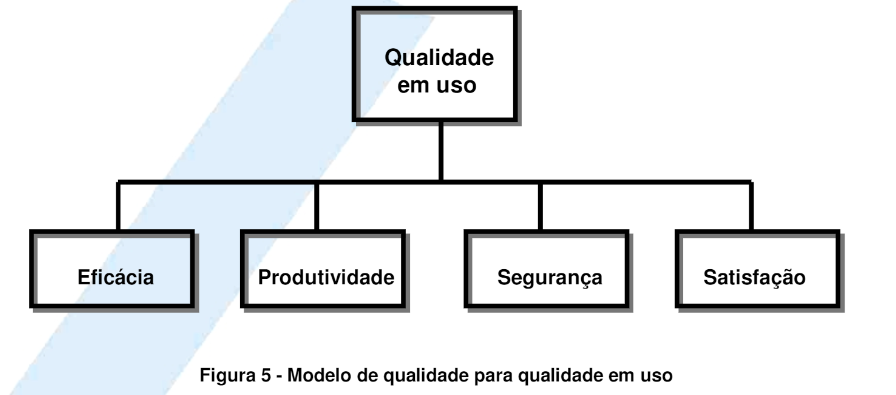 Qualidade
em uso
Eficácia
Produtividade
Segurança
Satisfação
Figura 5 - Modelo de qualidade para qualidade em uso